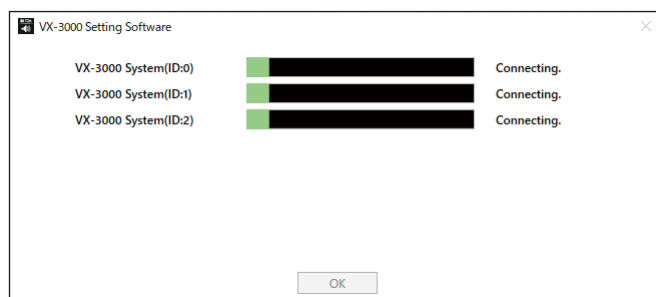 VX-3000 Setting Software
VX-3000 System(ID:0) Connecting.
VX-3000 System(ID:1) Connecting.
VX-3000 System(ID:2) Connecting.
OK